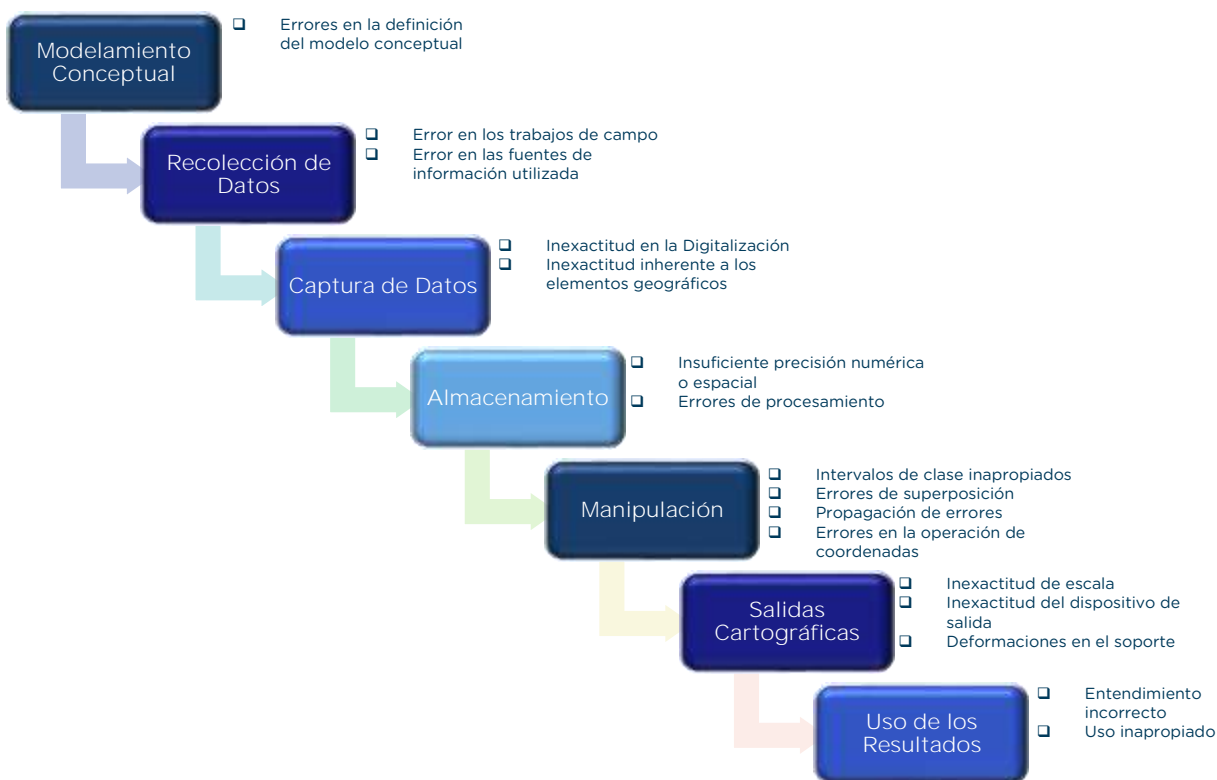 Modelamiento
Conceptual
❑ Errores en la definición
del modelo conceptual
Recolección de
Datos
❑ Error en los trabajos de campo
❑ Error en las fuentes de
información utilizada
Captura de Datos
❑ Inexactitud en la Digitalización
❑ Inexactitud inherente a los
elementos geográficos
Almacenamiento
❑ Insuficiente precisión numérica
o espacial
❑ Errores de procesamiento
Manipulación
❑ Intervalos de clase inapropiados
❑ Errores de superposición
❑ Propagación de errores
❑ Errores en la operación de
coordenadas
Salidas
Cartográficas
❑ Inexactitud de escala
❑ Inexactitud del dispositivo de
salida
❑ Deformaciones en el soporte
Uso de los
Resultados
❑ Entendimiento
incorrecto
❑ Uso inapropiado